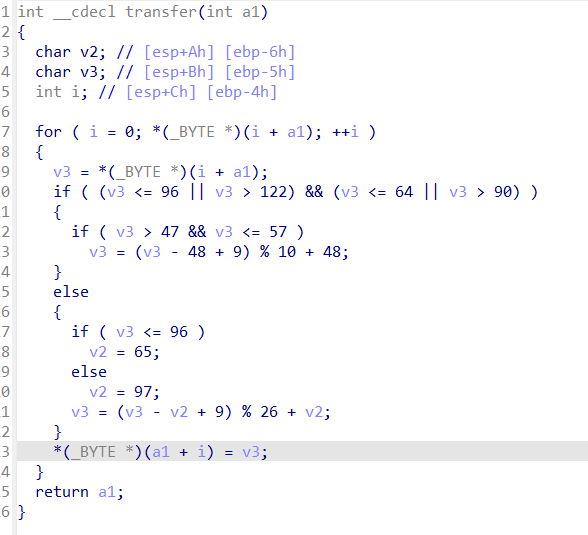 1 int __cdecl transfer(int a1)
2 {
3 char v2; // [esp+Ah] [ebp-6h]
4 char v3; // [esp+Bh] [ebp-5h]
5 int i; // [esp+Ch] [ebp-4h]
6
7 for ( i = 0; *(_BYTE *)(i + a1); ++i )
8 {
9 v3 = *(_BYTE *)(i + a1);
0 if ( (v3 <= 96 || v3 > 122) && (v3 <= 64 || v3 > 90) )
1 {
2 if ( v3 > 47 && v3 <= 57 )
3 v3 = (v3 - 48 + 9) % 10 + 48;
4 }
5 else
6 {
7 if ( v3 <= 96 )
8 v2 = 65;
9 else
0 v2 = 97;
1 v3 = (v3 - v2 + 9) % 26 + v2;
2 }
3 *(_BYTE *)(a1 + i) = v3;
4 }
5 return a1;
6 }